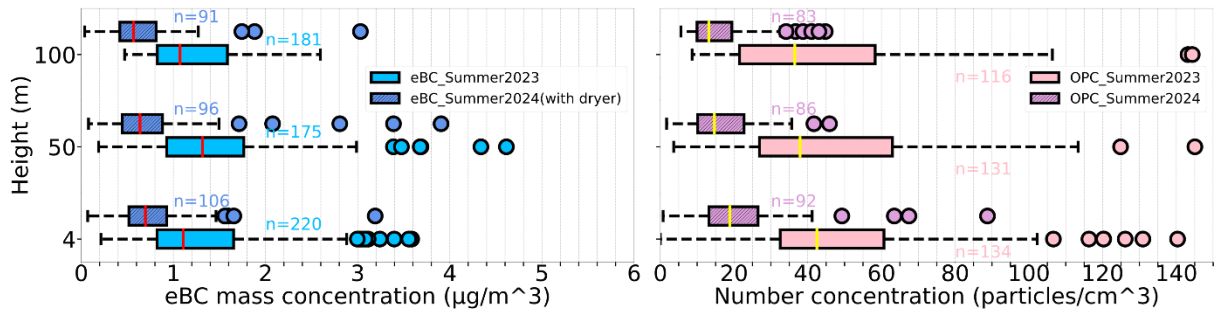 n=91
n=181
100
eBC_Summer2023
eBC_Summer2024(with dryer)
n=96
n=175
50
n=106
n=220
4
Height (m)
0 1 2 3 4 5 6
eBC mass concentration (μg/m^3)
n=83
n=116
OPC_Summer2023
OPC_Summer2024
n=86
n=131
n=92
n=134
0 20 40 60 80 100 120 140
Number concentration (particles/cm^3)